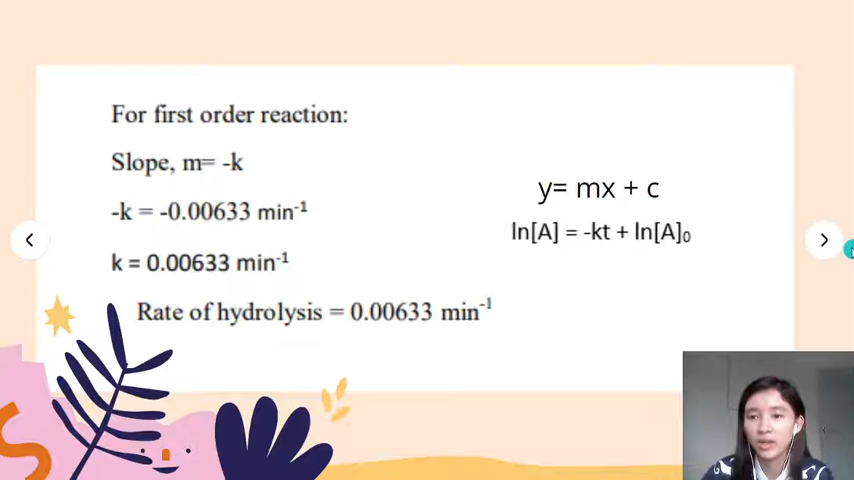 For first order reaction:
Slope, m= -k
-k = -0.00633 min⁻¹
k = 0.00633 min⁻¹
Rate of hydrolysis = 0.00633 min⁻¹
y= mx + c
ln[A] = -kt + ln[A]₀